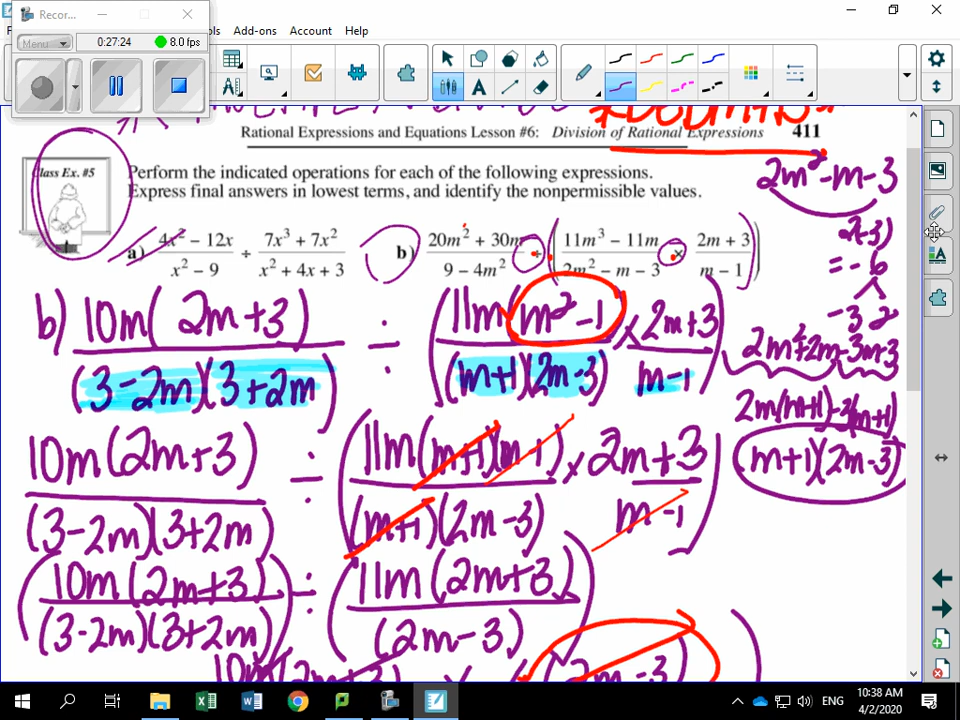 Recor...
Menu
0:27:24
8.0 fps
Add-ons Account Help
Rational Expressions and Equations Lesson #6: Division of Rational Expressions 411
Class Ex. #5
Perform the indicated operations for each of the following expressions.
Express final answers in lowest terms, and identify the nonpermissible values.
a) 4x² − 12x / x² − 9 ÷ 7x³ + 7x² / x² + 4x + 3
b) 20m² + 30m / 9 − 4m² ÷ ( 11m³ − 11m / 2m² − m − 3 × 2m + 3 / m − 1 )
2m²-m-3
2(-3)
= -6
-3 2
2m²+2m-3m-3
2m(m+1)-3(m+1)
(m+1)(2m-3)
b) 10m(2m+3) / (3-2m)(3+2m) ÷ ( 11m(m²-1) / (m+1)(2m-3) × 2m+3 / m-1 )
10m(2m+3) / (3-2m)(3+2m) ÷ ( 11m(m+1)(m-1) / (m+1)(2m-3) × 2m+3 / m-1 )
( 10m(2m+3) / (3-2m)(3+2m) ) ÷ ( 11m(2m+3) / (2m-3) )
ENG
10:38 AM
4/2/2020